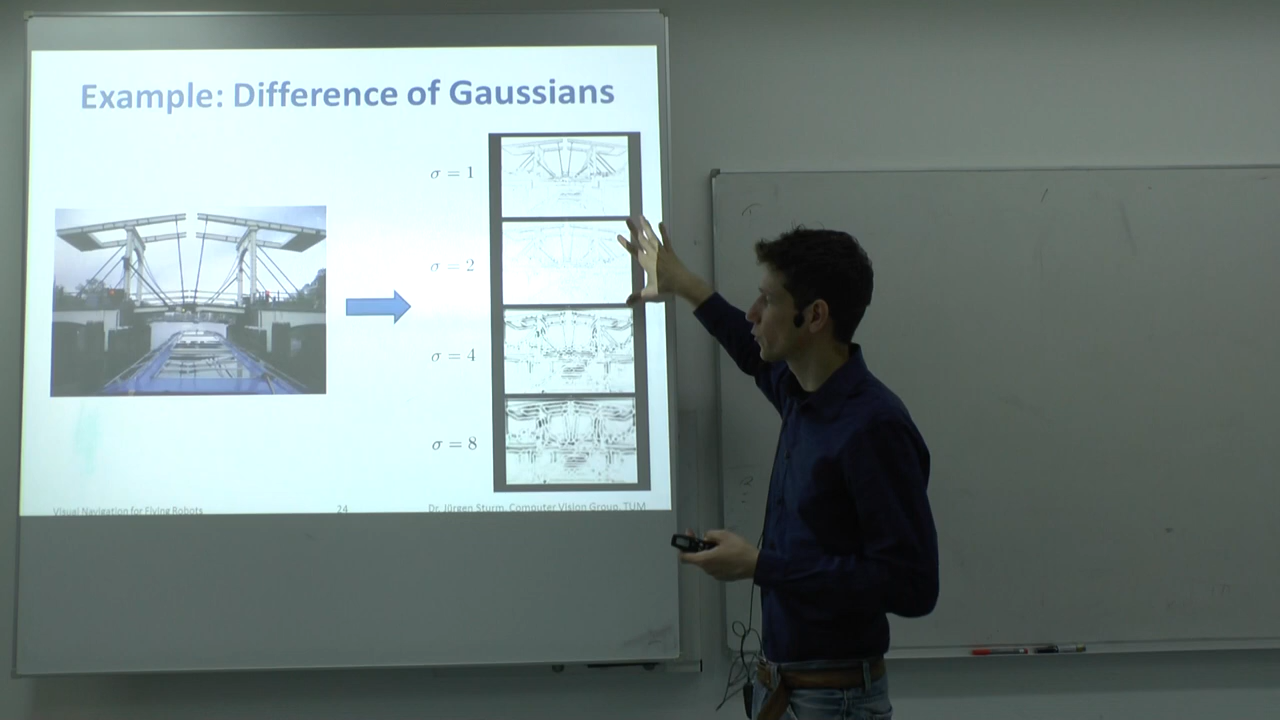 Example: Difference of Gaussians
σ = 1
σ = 2
σ = 4
σ = 8
Visual Navigation for Flying Robots
24
Dr. Jürgen Sturm, Computer Vision Group, TUM